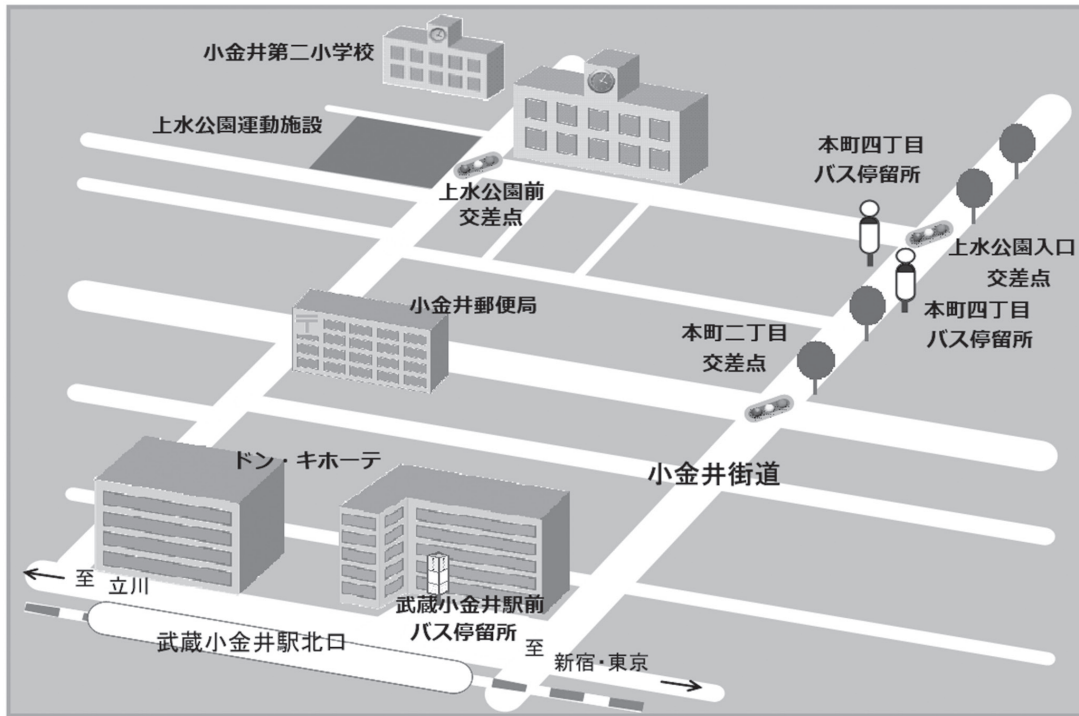 小金井第二小学校
上水公園運動施設
本町四丁目
バス停留所
上水公園前
交差点
上水公園入口
交差点
小金井郵便局
本町二丁目
交差点
本町四丁目
バス停留所
ドン・キホーテ
小金井街道
至 立川
武蔵小金井駅前
バス停留所
武蔵小金井駅北口
至 新宿・東京